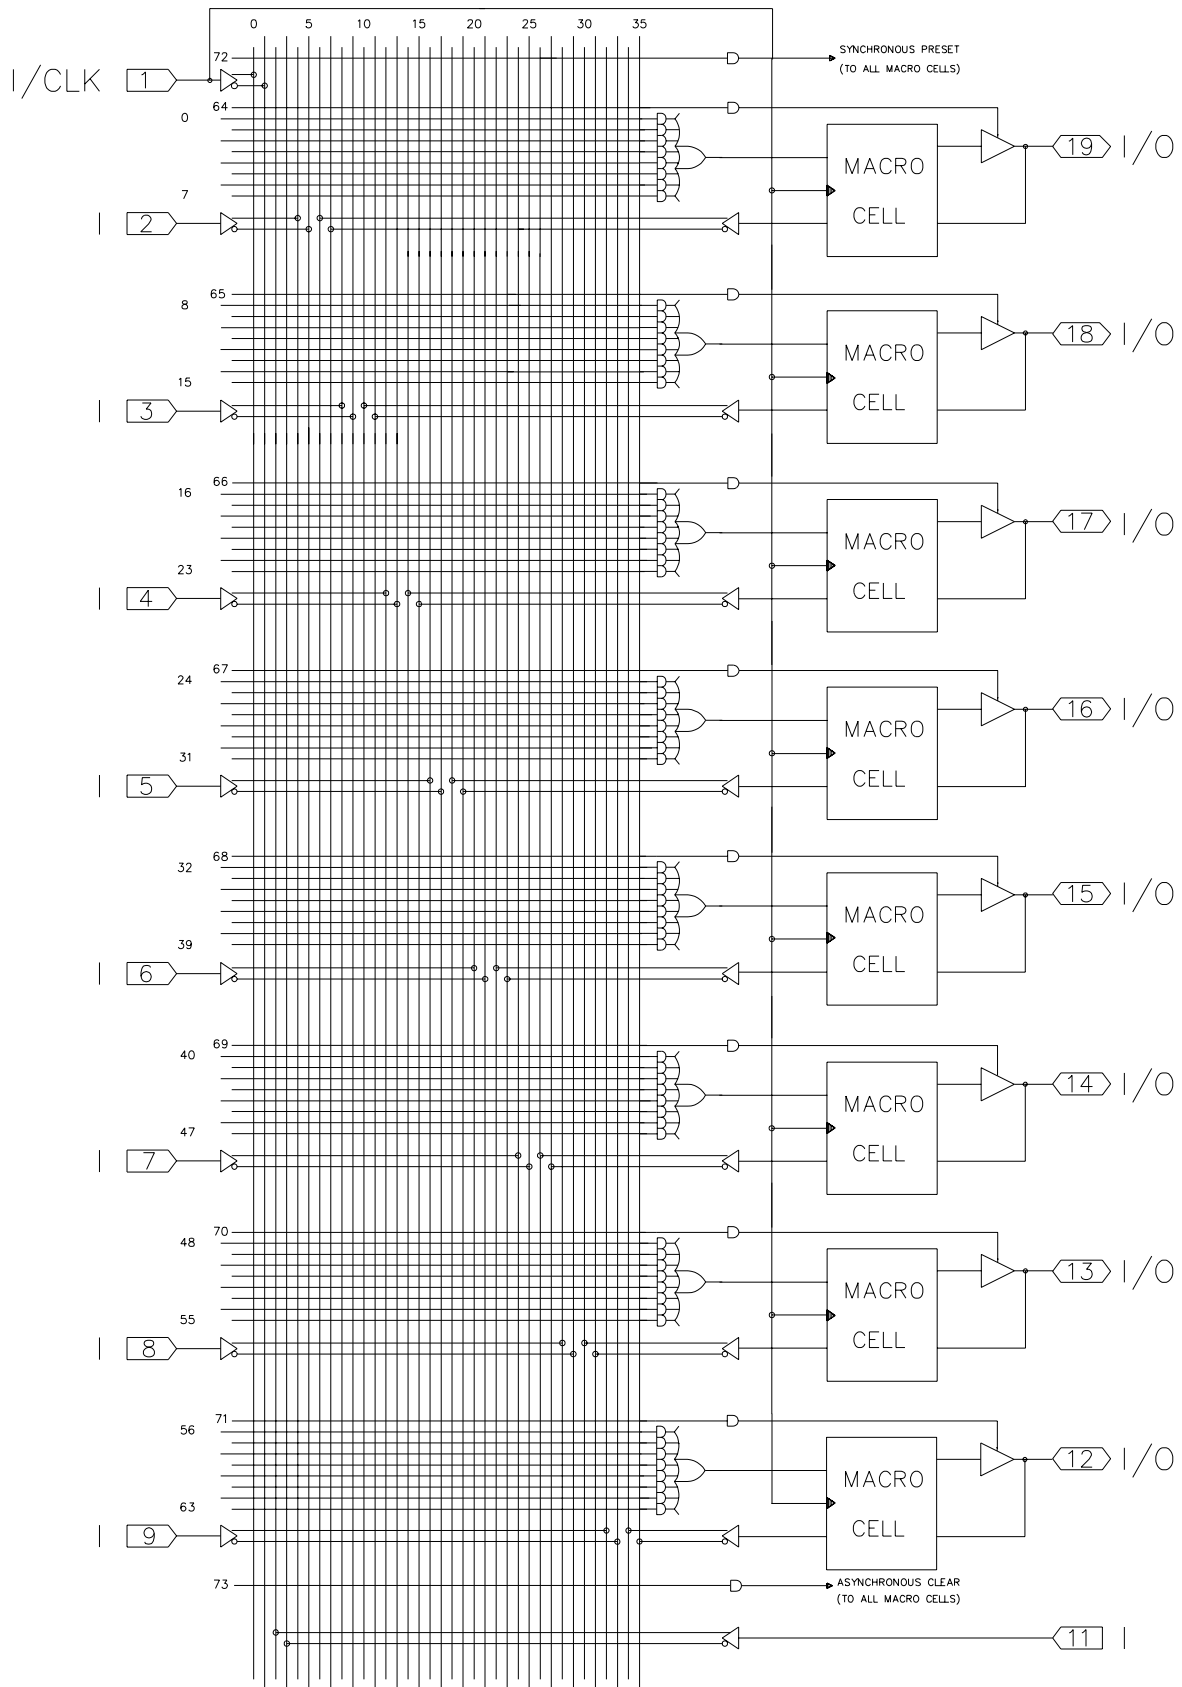 0 5 10 15 20 25 30 35
72 SYNCHRONOUS PRESET
(TO ALL MACRO CELLS)
I/CLK 1
64
0
MACRO 19 I/O
7
I 2 CELL
65
8
MACRO 18 I/O
15
I 3 CELL
66
16
MACRO 17 I/O
23
I 4 CELL
67
24
MACRO 16 I/O
31
I 5 CELL
68
32
MACRO 15 I/O
39
I 6 CELL
69
40
MACRO 14 I/O
47
I 7 CELL
70
48
MACRO 13 I/O
55
I 8 CELL
71
56
MACRO 12 I/O
63
I 9 CELL
73 ASYNCHRONOUS CLEAR
(TO ALL MACRO CELLS)
11 I